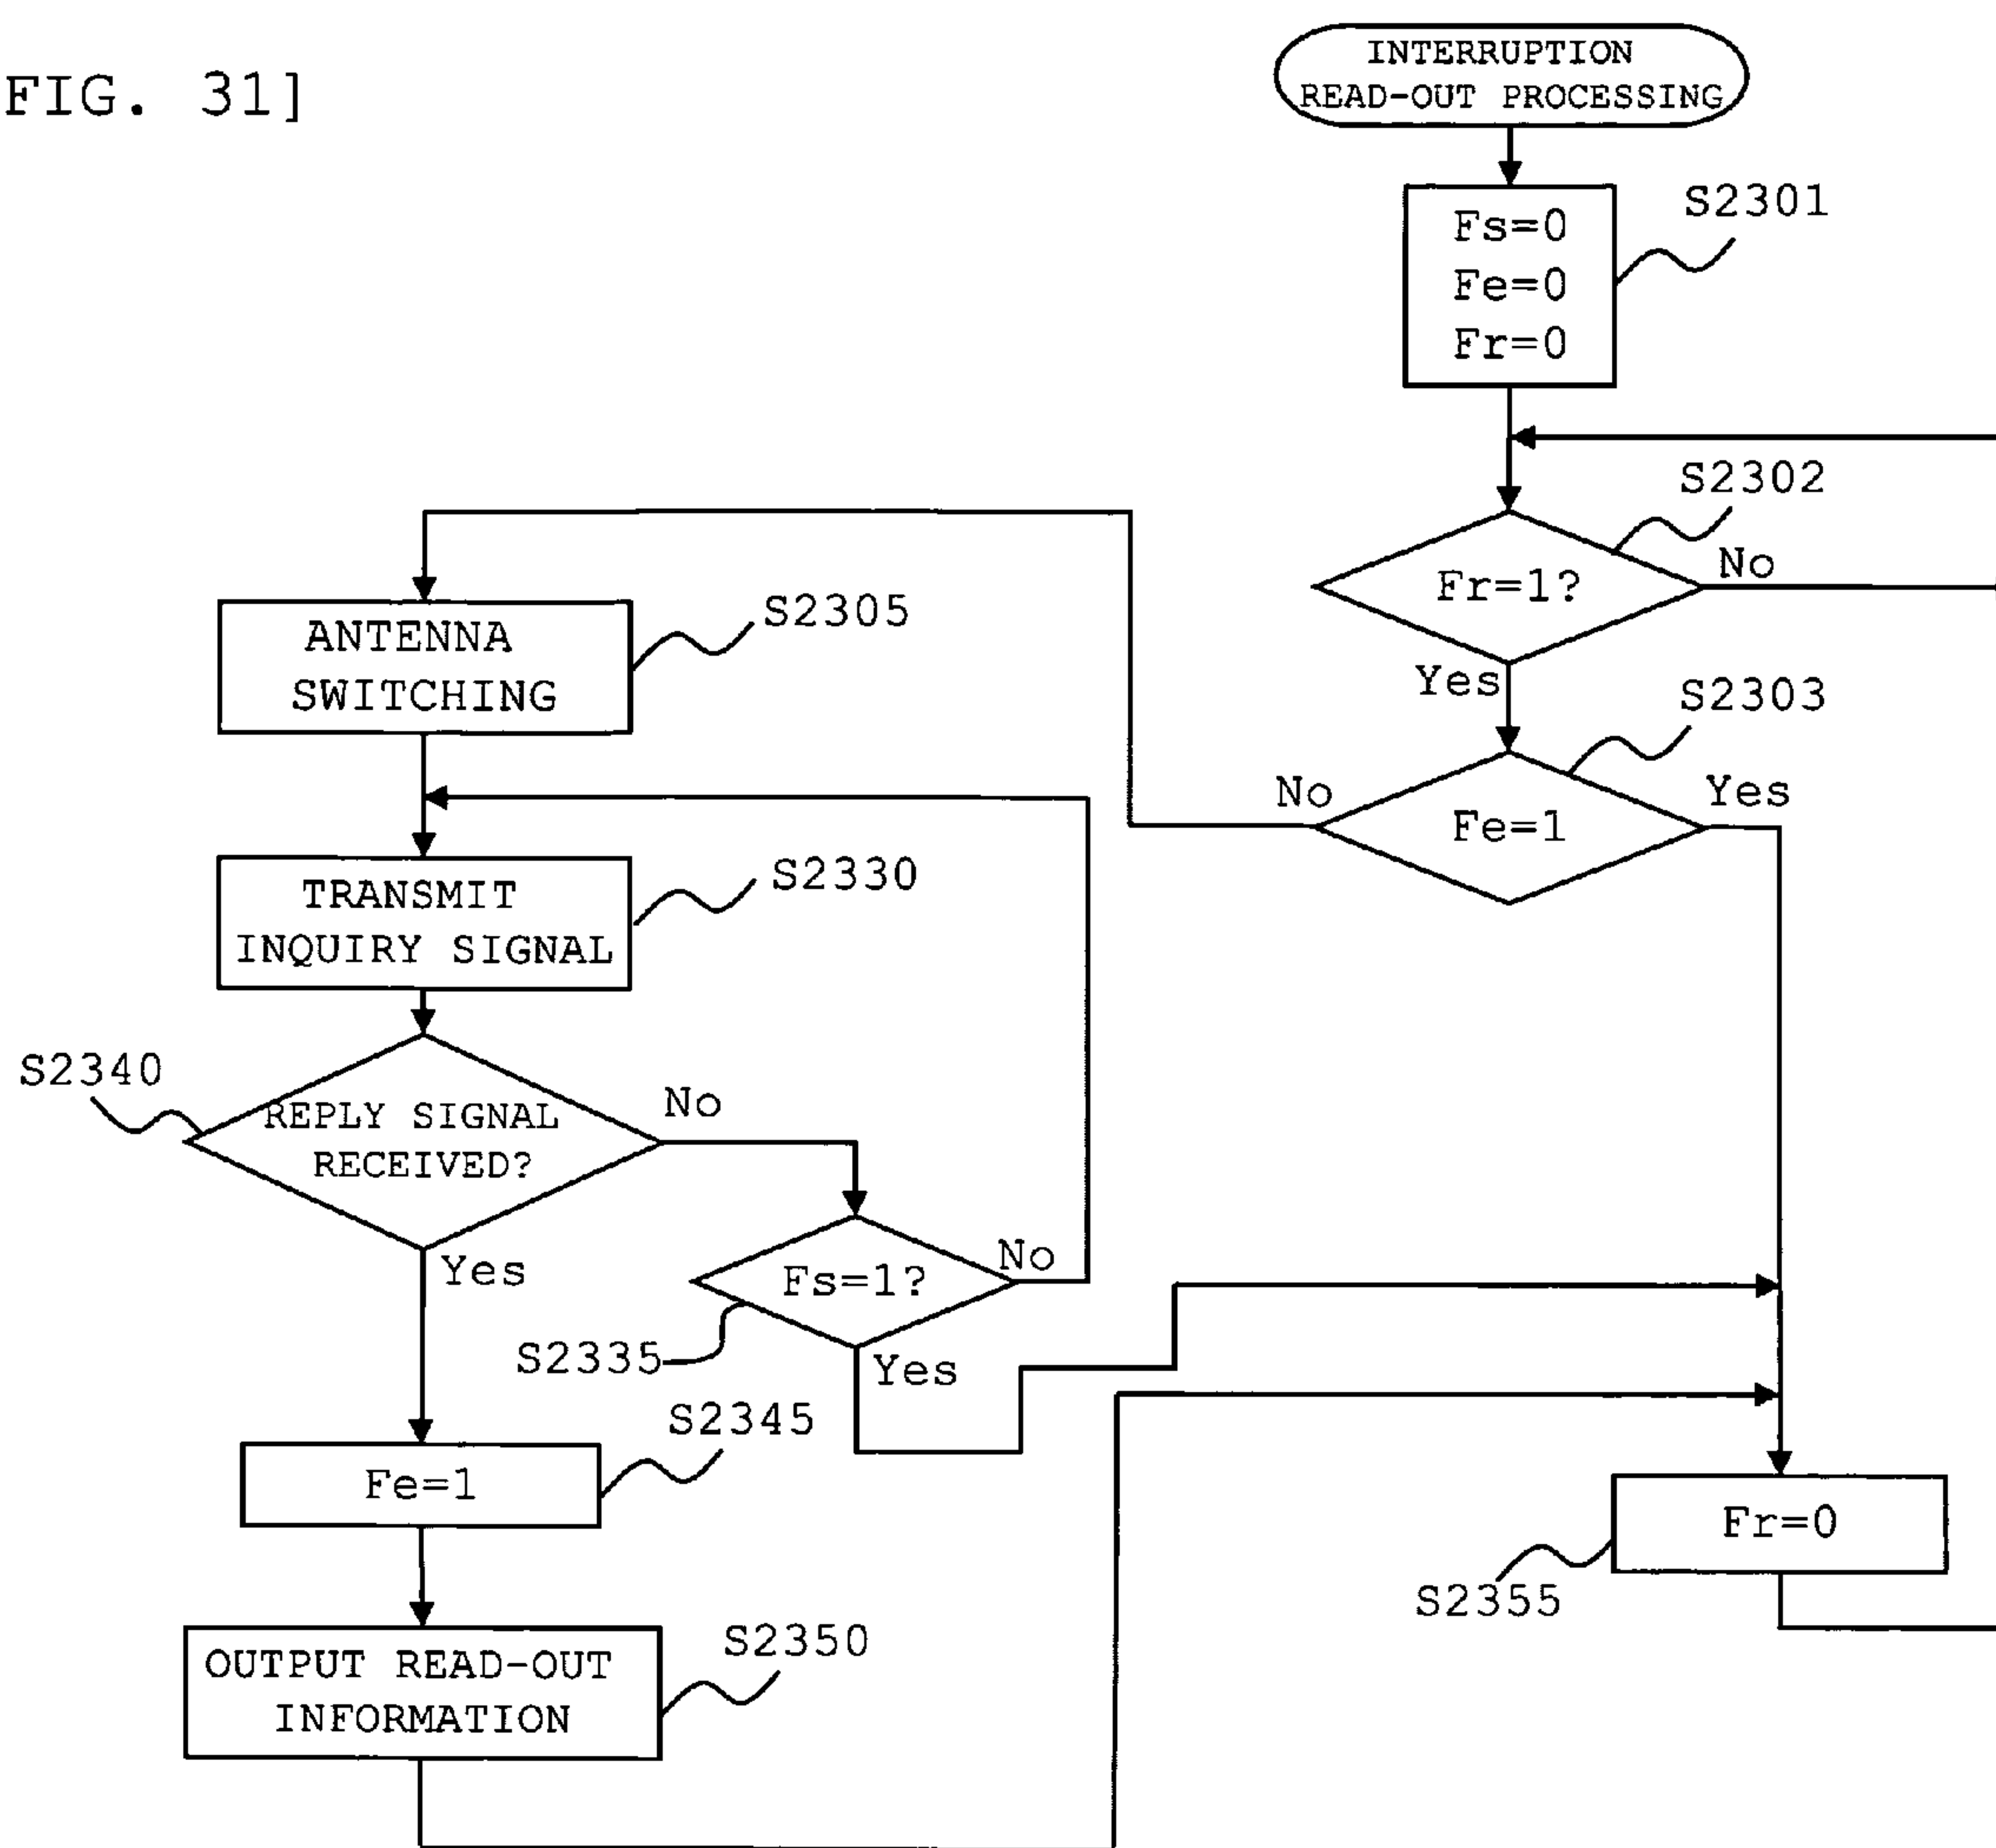 FIG. 31]
INTERRUPTION
READ-OUT PROCESSING
Fs=0
Fe=0
Fr=0
S2301
S2302
Fr=1?
No
Yes
S2303
Fe=1
No
Yes
ANTENNA
SWITCHING
S2305
TRANSMIT
INQUIRY SIGNAL
S2330
S2340
REPLY SIGNAL
RECEIVED?
No
Yes
Fs=1?
No
S2335
Yes
Fe=1
S2345
OUTPUT READ-OUT
INFORMATION
S2350
Fr=0
S2355